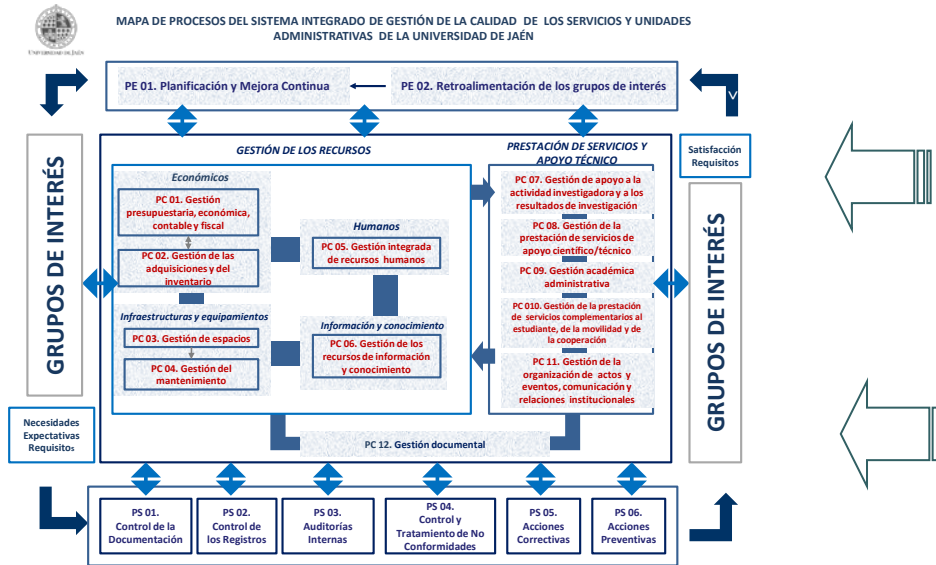 MAPA DE PROCESOS DEL SISTEMA INTEGRADO DE GESTIÓN DE LA CALIDAD DE LOS SERVICIOS Y UNIDADES
ADMINISTRATIVAS DE LA UNIVERSIDAD DE JAÉN
UNIVERSIDAD DE JAÉN
PE 01. Planificación y Mejora Continua
PE 02. Retroalimentación de los grupos de interés
V
GRUPOS DE INTERÉS
Necesidades
Expectativas
Requisitos
GESTIÓN DE LOS RECURSOS
Económicos
PC 01. Gestión
presupuestaria, económica,
contable y fiscal
PC 02. Gestión de las
adquisiciones y del
inventario
Humanos
PC 05. Gestión integrada
de recursos humanos
Infraestructuras y equipamientos
PC 03. Gestión de espacios
PC 04. Gestión del
mantenimiento
Información y conocimiento
PC 06. Gestión de los
recursos de información
y conocimiento
PRESTACIÓN DE SERVICIOS Y
APOYO TÉCNICO
PC 07. Gestión de apoyo a la
actividad investigadora y a los
resultados de investigación
PC 08. Gestión de la
prestación de servicios de
apoyo científico/técnico
PC 09. Gestión académica
administrativa
PC 010. Gestión de la prestación
de servicios complementarios al
estudiante, de la movilidad y de
la cooperación
PC 11. Gestión de la
organización de actos y
eventos, comunicación y
relaciones institucionales
PC 12. Gestión documental
Satisfacción
Requisitos
GRUPOS DE INTERÉS
PS 01.
Control de la
Documentación
PS 02.
Control de
los Registros
PS 03.
Auditorías
Internas
PS 04.
Control y
Tratamiento de No
Conformidades
PS 05.
Acciones
Correctivas
PS 06.
Acciones
Preventivas